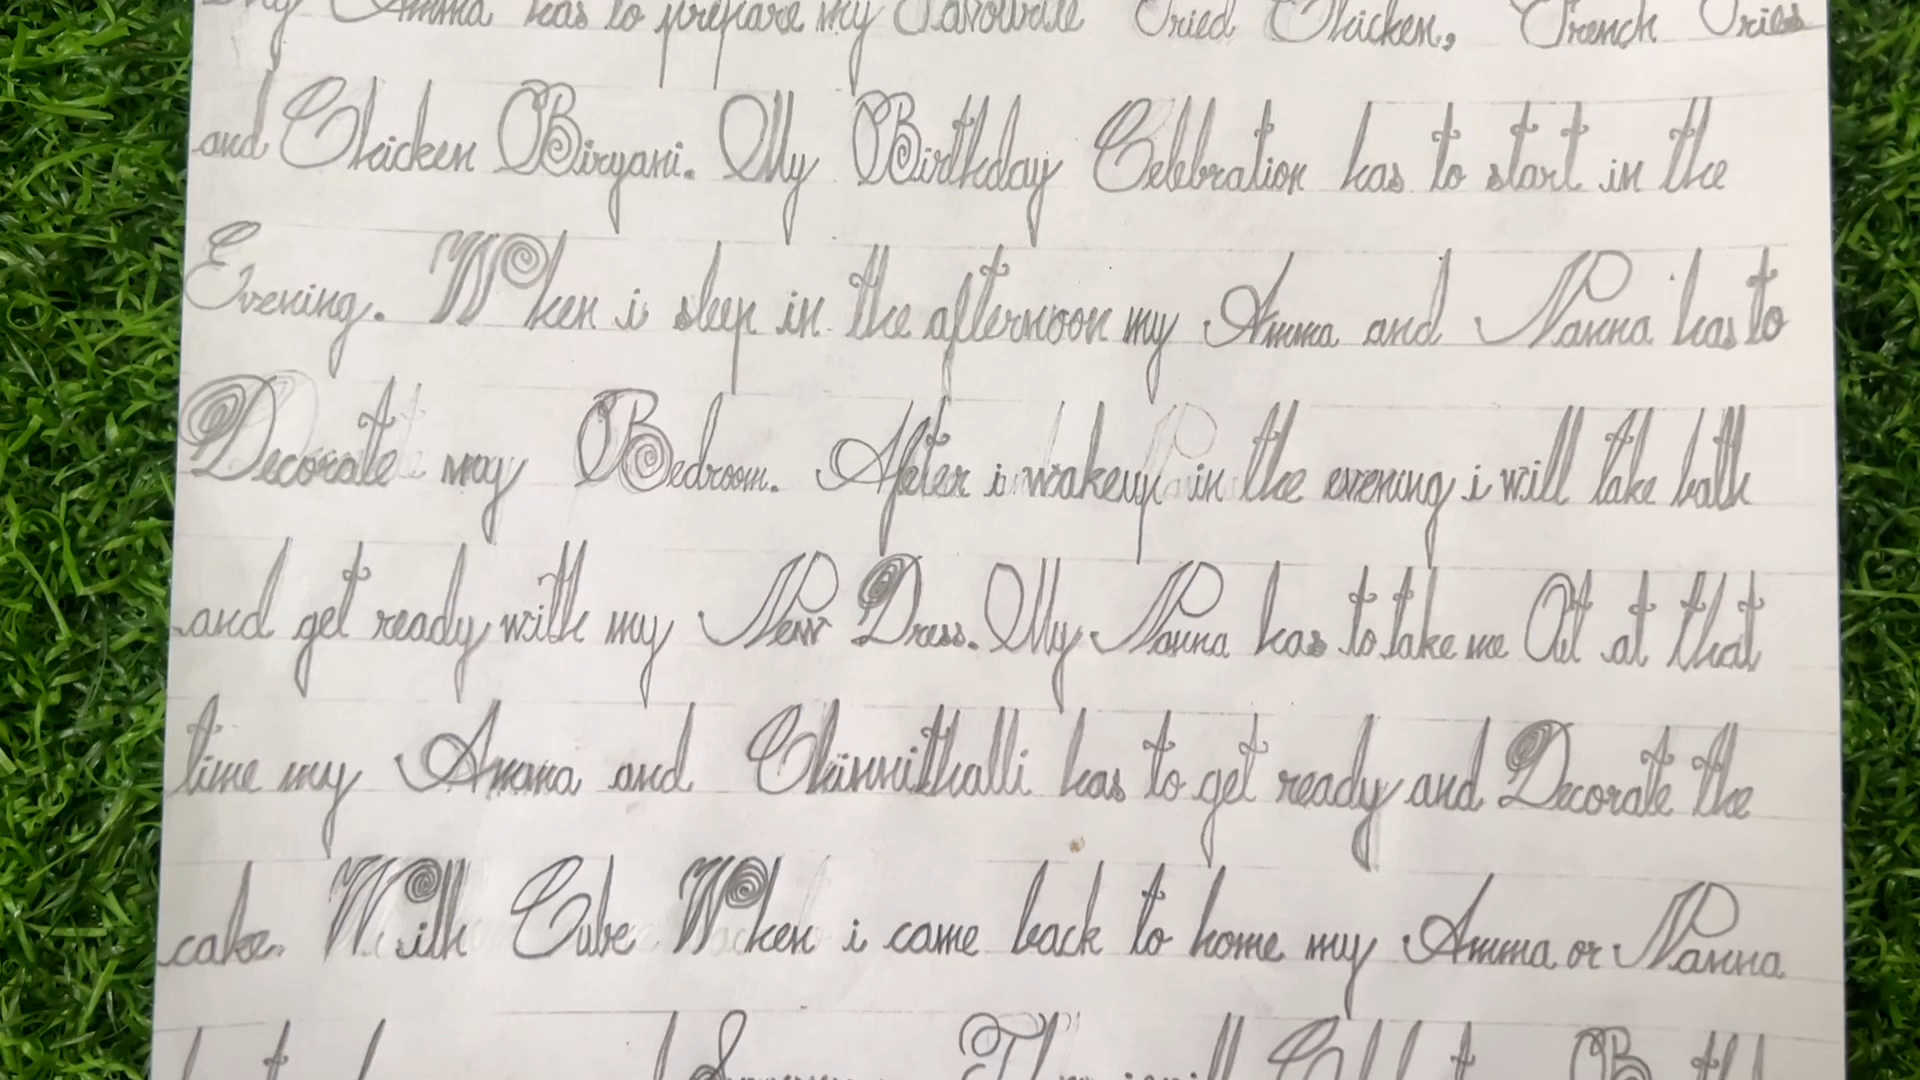 My Amma has to prepare my Favourite Fried Chicken, French Fries
and Chicken Biryani. My Birthday Celebration has to start in the
Evening. When i sleep in the afternoon my Amma and Nanna has to
Decorate my Bedroom. After i wakeup in the evening i will take bath
and get ready with my New Dress. My Nanna has to take me Out at that
time my Amma and Chinnithalli has to get ready and Decorate the
cake. With Cube When i came back to home my Amma or Nanna